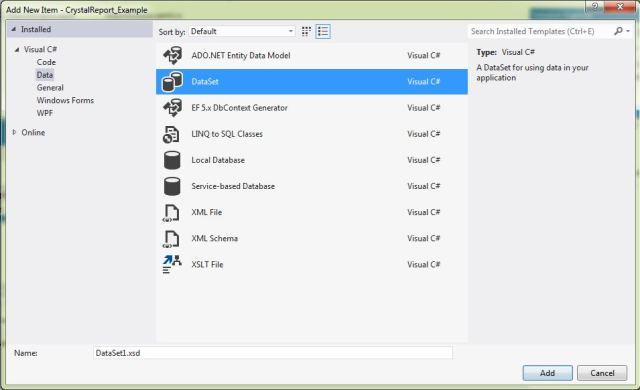 Add New Item - CrystalReport_Example
Installed
Sort by: Default
Search Installed Templates (Ctrl+E)
Visual C#
Code
Data
General
Windows Forms
WPF
Online
ADO.NET Entity Data Model Visual C#
DataSet Visual C#
EF 5.x DbContext Generator Visual C#
LINQ to SQL Classes Visual C#
Local Database Visual C#
Service-based Database Visual C#
XML File Visual C#
XML Schema Visual C#
XSLT File Visual C#
Type: Visual C#
A DataSet for using data in your
application
Name: DataSet1.xsd
Add Cancel